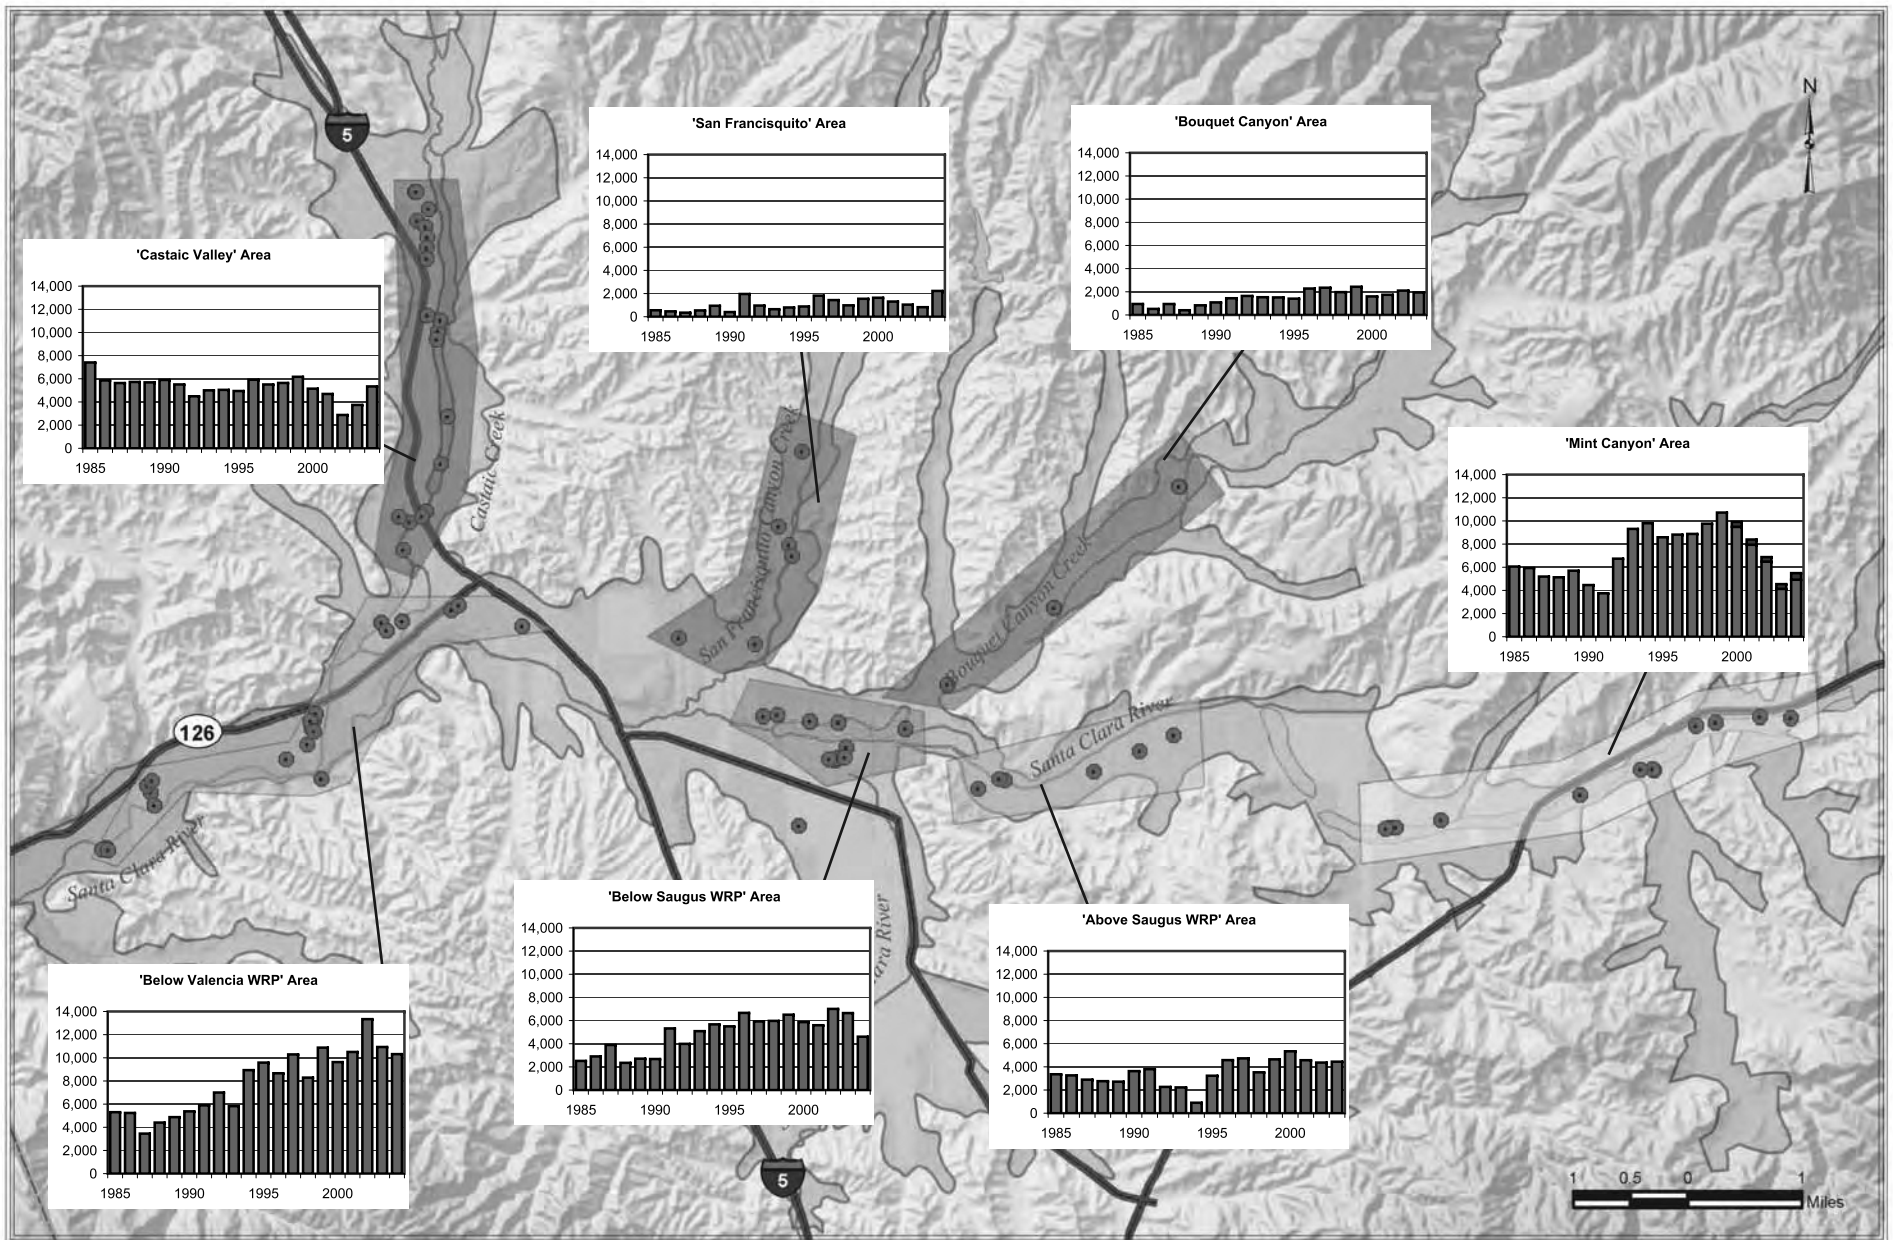 N
5
'San Francisquito' Area
14,000
12,000
10,000
8,000
6,000
4,000
2,000
0
1985 1990 1995 2000
'Bouquet Canyon' Area
14,000
12,000
10,000
8,000
6,000
4,000
2,000
0
1985 1990 1995 2000
'Castaic Valley' Area
14,000
12,000
10,000
8,000
6,000
4,000
2,000
0
1985 1990 1995 2000
Castaic Creek
San Francisquito Canyon Creek
Bouquet Canyon Creek
'Mint Canyon' Area
14,000
12,000
10,000
8,000
6,000
4,000
2,000
0
1985 1990 1995 2000
126
Santa Clara River
Santa Clara River
'Below Valencia WRP' Area
14,000
12,000
10,000
8,000
6,000
4,000
2,000
0
1985 1990 1995 2000
'Below Saugus WRP' Area
14,000
12,000
10,000
8,000
6,000
4,000
2,000
0
1985 1990 1995 2000
ara River
'Above Saugus WRP' Area
14,000
12,000
10,000
8,000
6,000
4,000
2,000
0
1985 1990 1995 2000
5
1 0.5 0 1
Miles